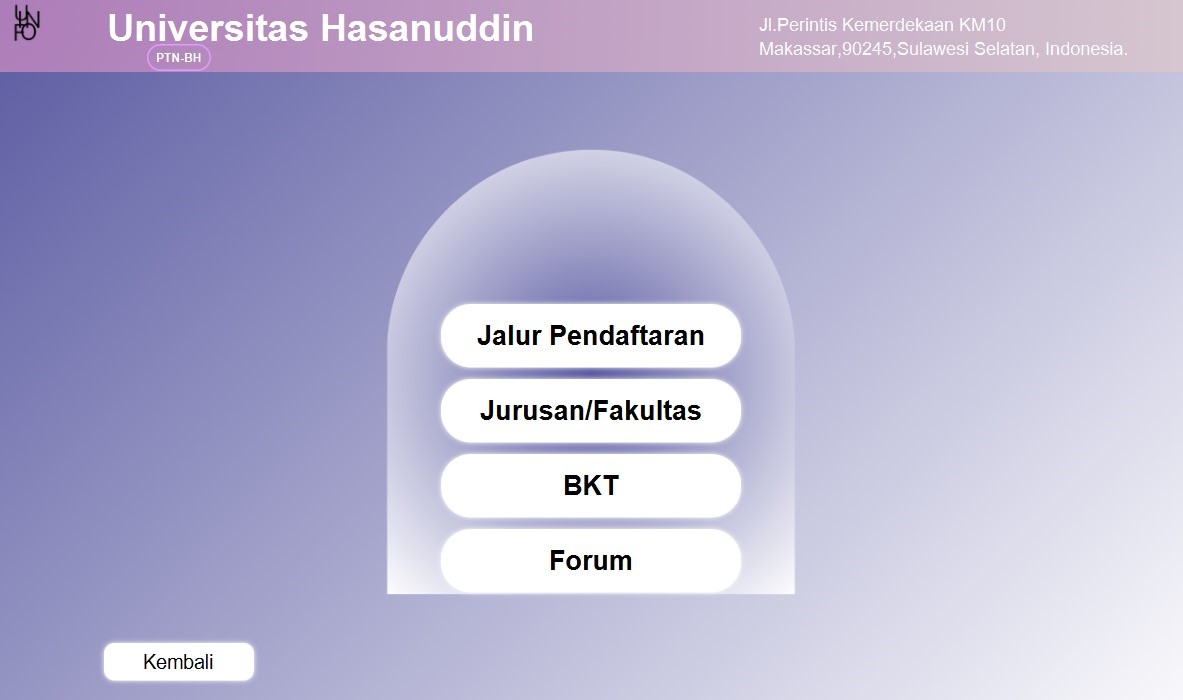 UNNFO
Universitas Hasanuddin
PTN-BH
Jl.Perintis Kemerdekaan KM10
Makassar,90245,Sulawesi Selatan, Indonesia.
Jalur Pendaftaran
Jurusan/Fakultas
BKT
Forum
Kembali